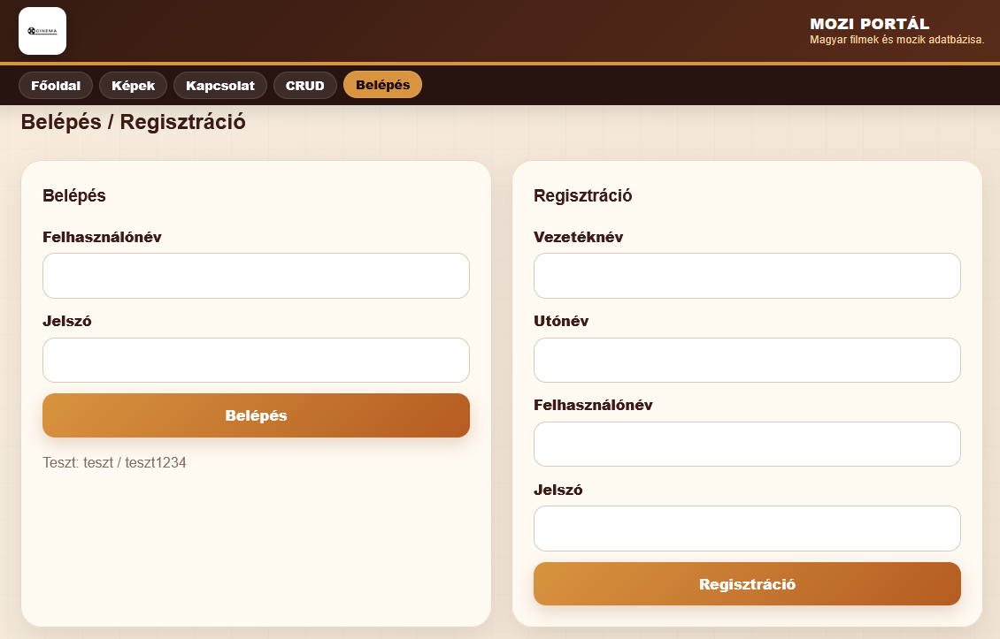 CINEMA
MOZI PORTÁL
Magyar filmek és mozik adatbázisa.
Főoldal Képek Kapcsolat CRUD Belépés
Belépés / Regisztráció
Belépés
Felhasználónév
Jelszó
Belépés
Teszt: teszt / teszt1234
Regisztráció
Vezetéknév
Utónév
Felhasználónév
Jelszó
Regisztráció